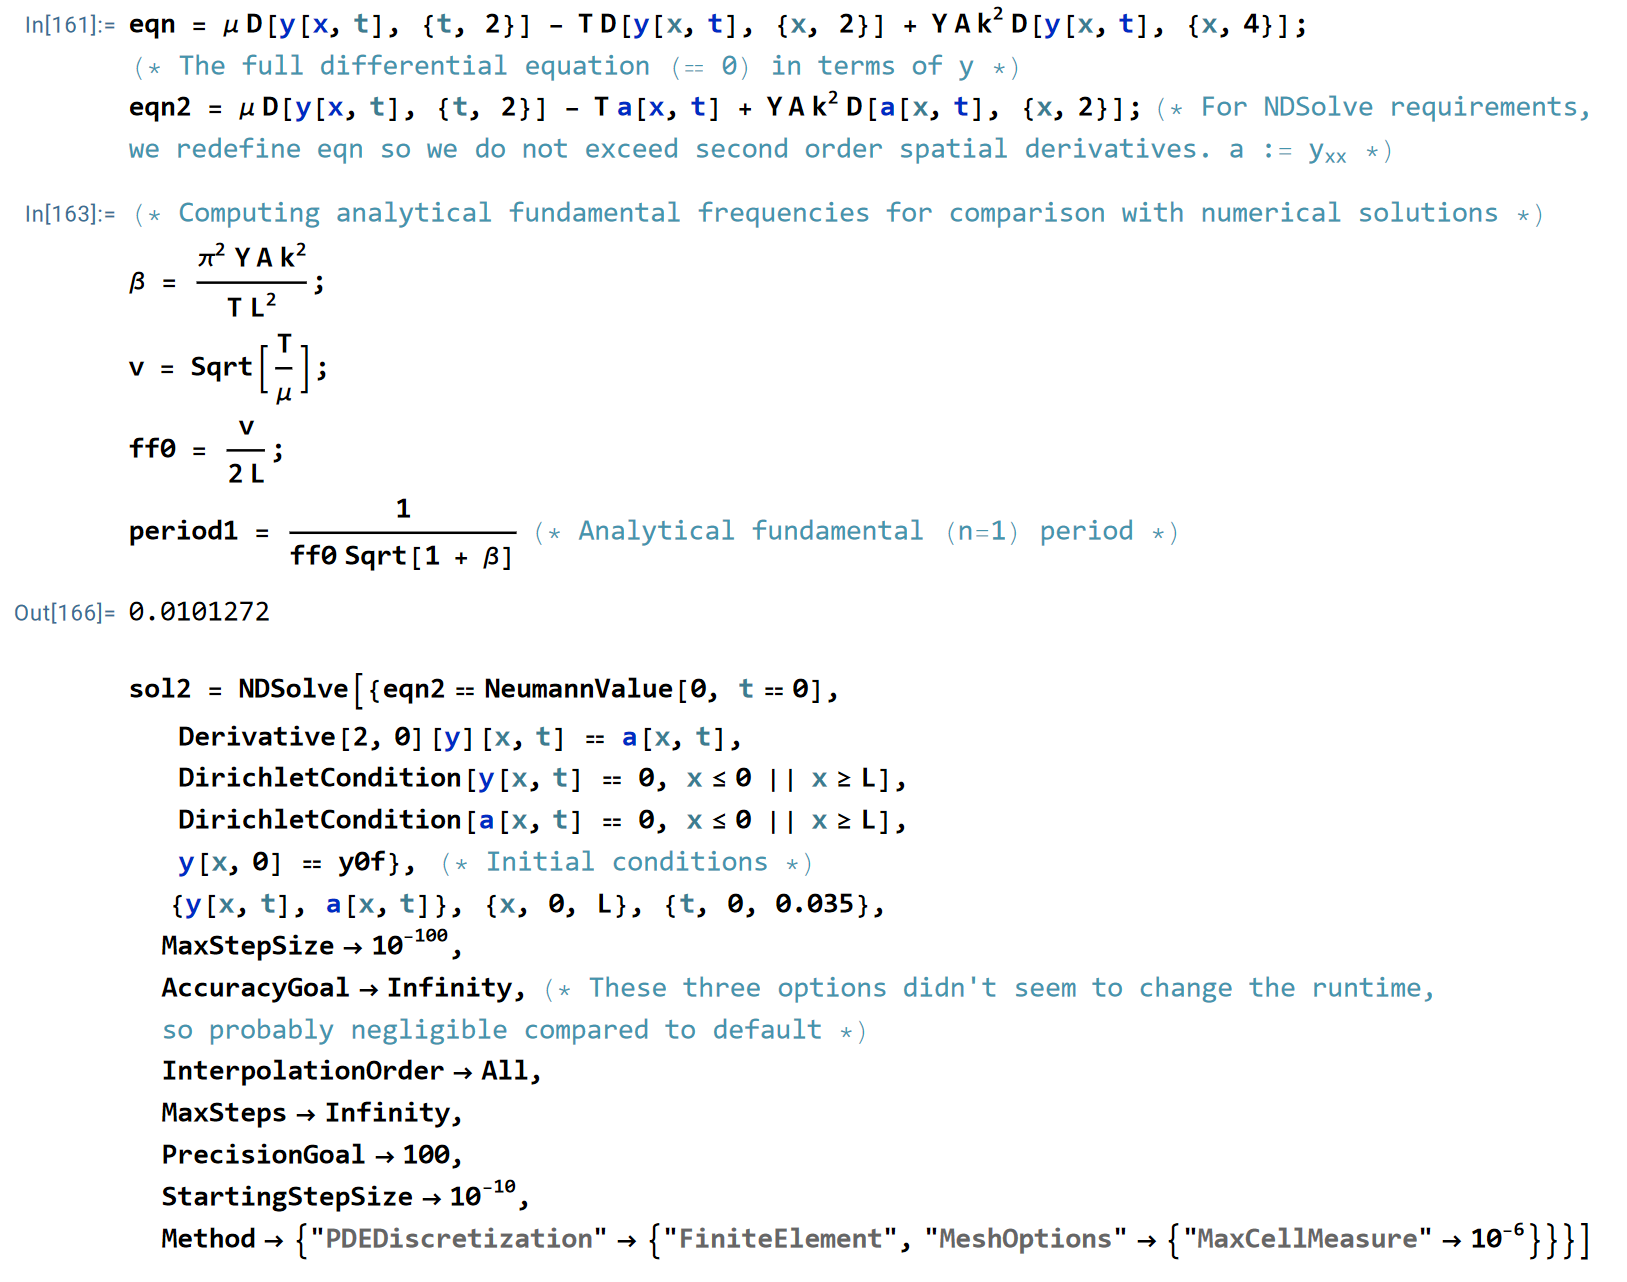 In[161]:= eqn = μ D[y[x, t], {t, 2}] - T D[y[x, t], {x, 2}] + Y A k² D[y[x, t], {x, 4}];
(* The full differential equation (== 0) in terms of y *)
eqn2 = μ D[y[x, t], {t, 2}] - T a[x, t] + Y A k² D[a[x, t], {x, 2}]; (* For NDSolve requirements,
we redefine eqn so we do not exceed second order spatial derivatives. a := yₓₓ *)
In[163]:= (* Computing analytical fundamental frequencies for comparison with numerical solutions *)
β = π² Y A k² / T L² ;
v = Sqrt[T / μ];
ff0 = v / 2 L ;
period1 = 1 / ff0 Sqrt[1 + β] (* Analytical fundamental (n=1) period *)
Out[166]= 0.0101272
sol2 = NDSolve[{eqn2 == NeumannValue[0, t == 0],
Derivative[2, 0][y][x, t] == a[x, t],
DirichletCondition[y[x, t] == 0, x ≤ 0 || x ≥ L],
DirichletCondition[a[x, t] == 0, x ≤ 0 || x ≥ L],
y[x, 0] == y0f}, (* Initial conditions *)
{y[x, t], a[x, t]}, {x, 0, L}, {t, 0, 0.035},
MaxStepSize → 10⁻¹⁰⁰,
AccuracyGoal → Infinity, (* These three options didn't seem to change the runtime,
so probably negligible compared to default *)
InterpolationOrder → All,
MaxSteps → Infinity,
PrecisionGoal → 100,
StartingStepSize → 10⁻¹⁰,
Method → {"PDEDiscretization" → {"FiniteElement", "MeshOptions" → {"MaxCellMeasure" → 10⁻⁶}}}]